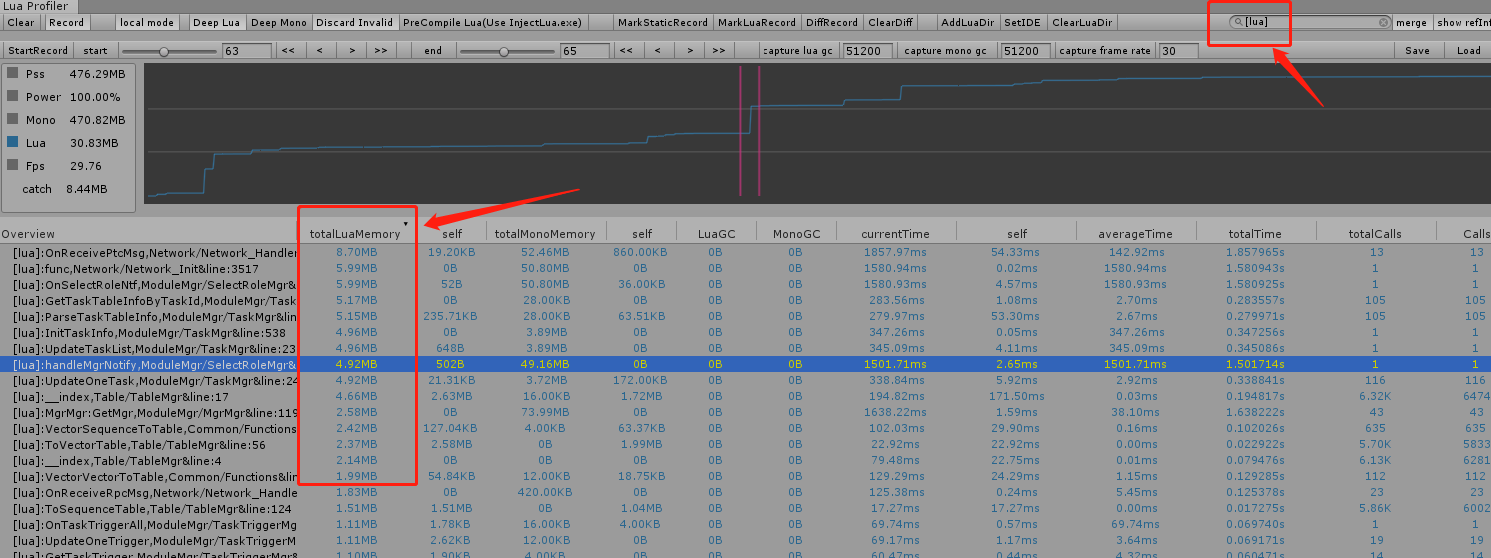 Lua Profiler
Clear Record local mode Deep Lua Deep Mono Discard Invalid PreCompile Lua(Use InjectLua.exe) MarkStaticRecord MarkLuaRecord DiffRecord ClearDiff AddLuaDir SetIDE ClearLuaDir [lua] merge show refInf
StartRecord start 63 << < > >> end 65 << < > >> capture lua gc 51200 capture mono gc 51200 capture frame rate 30 Save Load
Pss 476.29MB
Power 100.00%
Mono 470.82MB
Lua 30.83MB
Fps 29.76
catch 8.44MB
Overview totalLuaMemory self totalMonoMemory self LuaGC MonoGC currentTime self averageTime totalTime totalCalls Calls
[lua]:OnReceivePtcMsg,Network/Network_Handler 8.70MB 19.20KB 52.46MB 860.00KB 0B 0B 1857.97ms 54.33ms 142.92ms 1.857965s 13 13
[lua]:func,Network/Network_Init&line:3517 5.99MB 0B 50.80MB 0B 0B 0B 1580.94ms 0.02ms 1580.94ms 1.580943s 1 1
[lua]:OnSelectRoleNtf,ModuleMgr/SelectRoleMgr& 5.99MB 52B 50.80MB 36.00KB 0B 0B 1580.93ms 4.57ms 1580.93ms 1.580925s 1 1
[lua]:GetTaskTableInfoByTaskId,ModuleMgr/Task 5.17MB 0B 28.00KB 0B 0B 0B 283.56ms 1.08ms 2.70ms 0.283557s 105 105
[lua]:ParseTaskTableInfo,ModuleMgr/TaskMgr&lin 5.15MB 235.71KB 28.00KB 63.51KB 0B 0B 279.97ms 53.30ms 2.67ms 0.279971s 105 105
[lua]:InitTaskInfo,ModuleMgr/TaskMgr&line:538 4.96MB 0B 3.89MB 0B 0B 0B 347.26ms 0.05ms 347.26ms 0.347256s 1 1
[lua]:UpdateTaskList,ModuleMgr/TaskMgr&line:23 4.96MB 648B 3.89MB 0B 0B 0B 345.09ms 4.11ms 345.09ms 0.345086s 1 1
[lua]:handleMgrNotify,ModuleMgr/SelectRoleMgr& 4.92MB 502B 49.16MB 0B 0B 0B 1501.71ms 2.65ms 1501.71ms 1.501714s 1 1
[lua]:UpdateOneTask,ModuleMgr/TaskMgr&line:24 4.92MB 21.31KB 3.72MB 172.00KB 0B 0B 338.84ms 5.92ms 2.92ms 0.338841s 116 116
[lua]:__index,Table/TableMgr&line:17 4.66MB 2.63MB 16.00KB 1.72MB 0B 0B 194.82ms 171.50ms 0.03ms 0.194817s 6.32K 6474
[lua]:MgrMgr:GetMgr,ModuleMgr/MgrMgr&line:119 2.58MB 0B 73.99MB 0B 0B 0B 1638.22ms 1.59ms 38.10ms 1.638222s 43 43
[lua]:VectorSequenceToTable,Common/Functions 2.42MB 127.04KB 4.00KB 63.37KB 0B 0B 102.03ms 29.90ms 0.16ms 0.102026s 635 635
[lua]:ToVectorTable,Table/TableMgr&line:56 2.37MB 2.58MB 0B 1.99MB 0B 0B 22.92ms 22.92ms 0.00ms 0.022922s 5.70K 5833
[lua]:__index,Table/TableMgr&line:4 2.14MB 0B 0B 0B 0B 0B 79.48ms 22.75ms 0.01ms 0.079476s 6.13K 6281
[lua]:VectorVectorToTable,Common/Functions&lin 1.99MB 54.84KB 12.00KB 18.75KB 0B 0B 129.29ms 24.29ms 1.15ms 0.129289s 112 112
[lua]:OnReceiveRpcMsg,Network/Network_Handle 1.83MB 0B 420.00KB 0B 0B 0B 125.38ms 0.24ms 5.45ms 0.125378s 23 23
[lua]:ToSequenceTable,Table/TableMgr&line:124 1.51MB 1.51MB 0B 1.04MB 0B 0B 17.27ms 17.27ms 0.00ms 0.017275s 5.86K 6002
[lua]:OnTaskTriggerAll,ModuleMgr/TaskTriggerMg 1.11MB 1.78KB 16.00KB 4.00KB 0B 0B 69.74ms 0.57ms 69.74ms 0.069740s 1 1
[lua]:UpdateOneTrigger,ModuleMgr/TaskTriggerM 1.11MB 2.62KB 12.00KB 0B 0B 0B 69.17ms 1.17ms 3.64ms 0.069171s 19 19
[lua]:GetTaskTrigger,ModuleMgr/TaskTriggerMgr& 1.10MB 1.90KB 4.00KB 0B 0B 0B 60.47ms 0.44ms 4.32ms 0.060471s 14 14